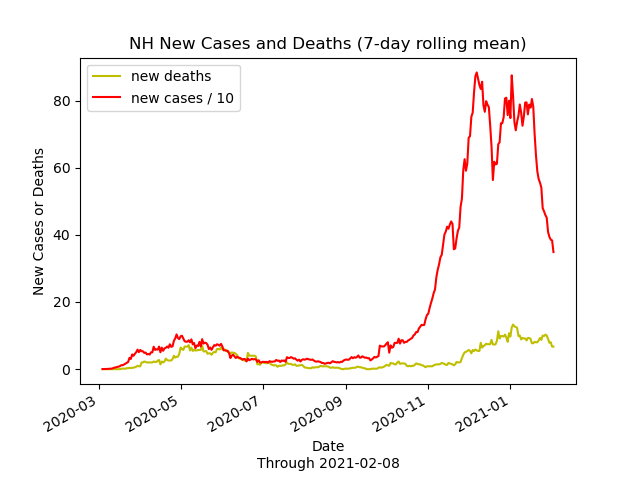 NH New Cases and Deaths (7-day rolling mean)
new deaths
new cases / 10
80
60
40
20
0
New Cases or Deaths
2020-03
2020-05
2020-07
2020-09
2020-11
2021-01
Date
Through 2021-02-08